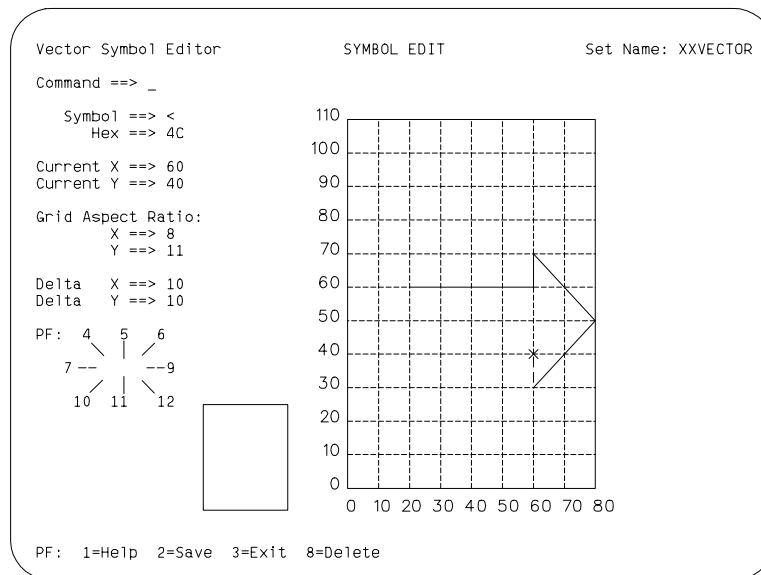 Vector Symbol Editor SYMBOL EDIT Set Name: XXVECTOR
Command ==> _
Symbol ==> <
Hex ==> 4C
Current X ==> 60
Current Y ==> 40
Grid Aspect Ratio:
X ==> 8
Y ==> 11
Delta X ==> 10
Delta Y ==> 10
PF: 4 5 6
7 -- --9
10 11 12
110
100
90
80
70
60
50
40
30
20
10
0
0 10 20 30 40 50 60 70 80
PF: 1=Help 2=Save 3=Exit 8=Delete